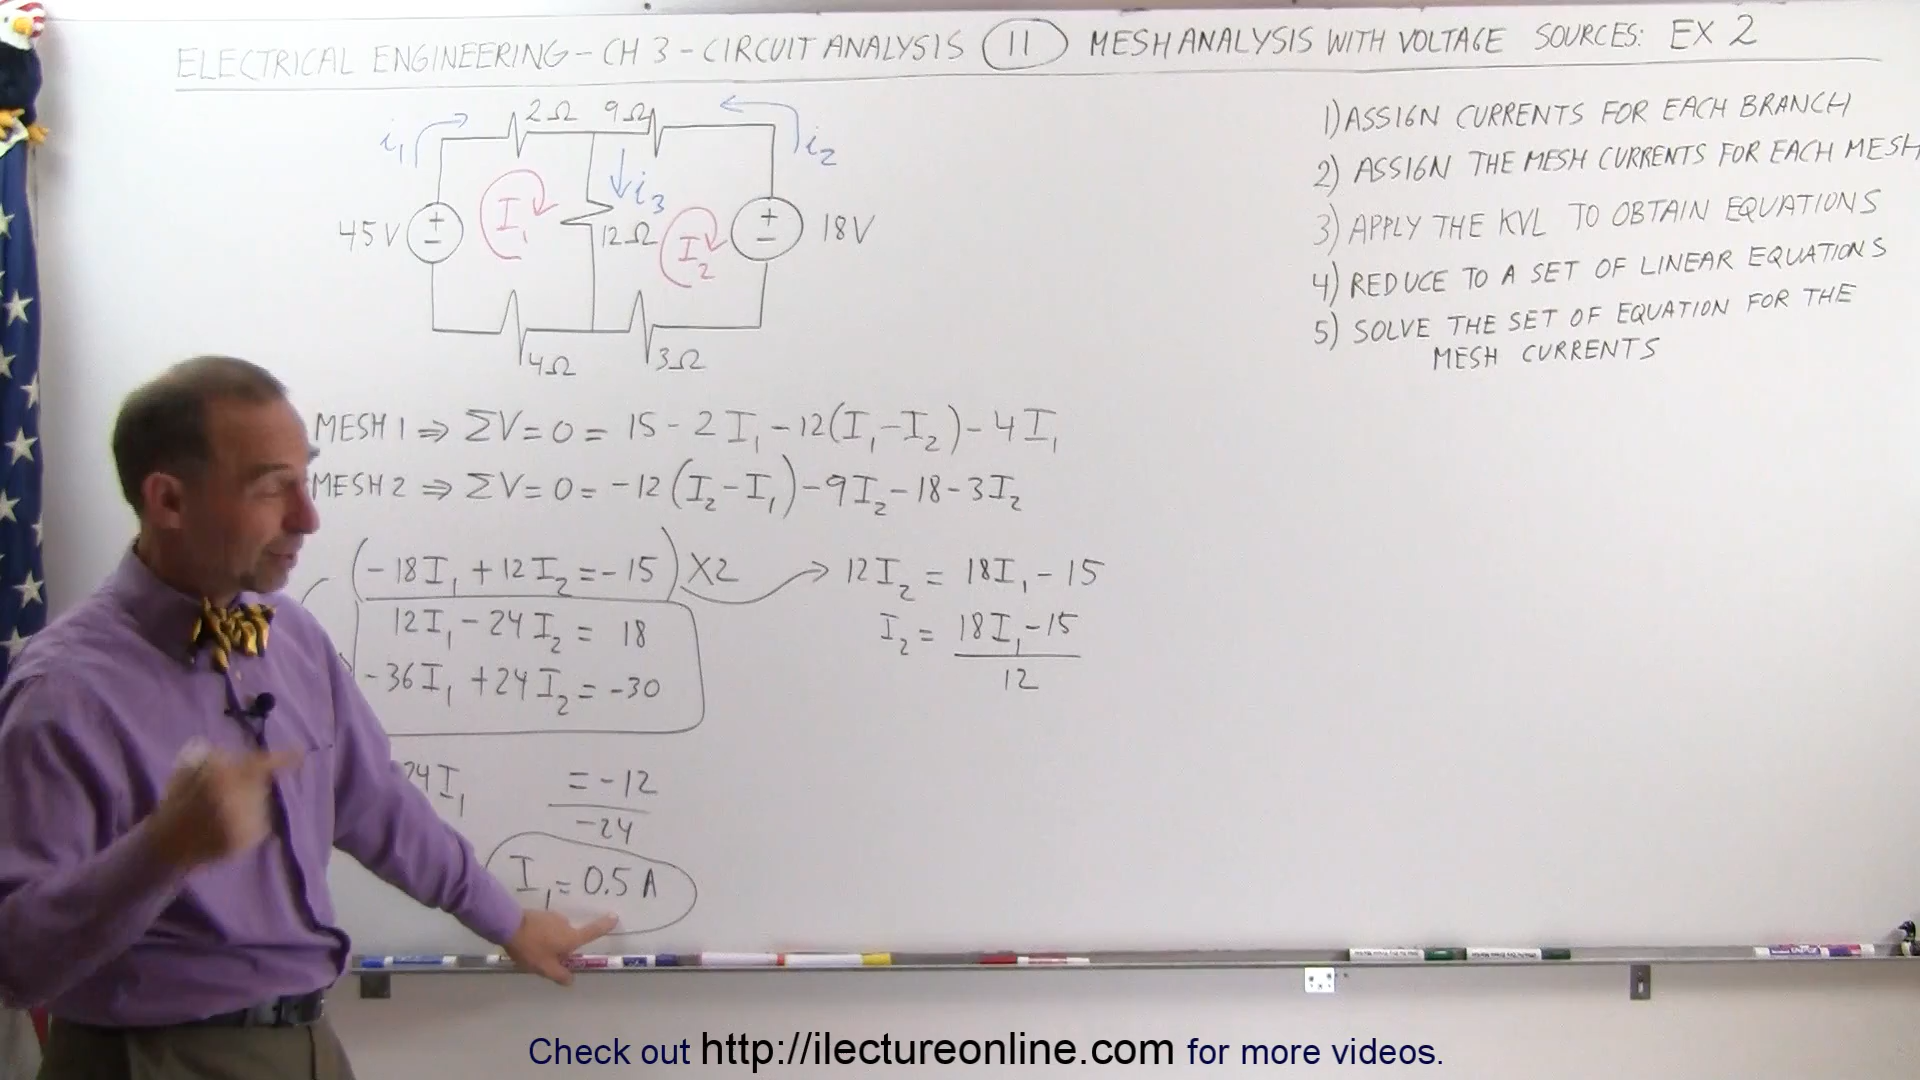 ELECTRICAL ENGINEERING - CH 3 - CIRCUIT ANALYSIS 11 MESH ANALYSIS WITH VOLTAGE SOURCES: EX 2
2Ω 9Ω
i₁ i₂
i₃
45V + − I₁ 12Ω I₂ + − 18V
4Ω 3Ω
1) ASSIGN CURRENTS FOR EACH BRANCH
2) ASSIGN THE MESH CURRENTS FOR EACH MESH
3) APPLY THE KVL TO OBTAIN EQUATIONS
4) REDUCE TO A SET OF LINEAR EQUATIONS
5) SOLVE THE SET OF EQUATION FOR THE
MESH CURRENTS
MESH 1 ⇒ ΣV = 0 = 15 - 2I₁ - 12(I₁ - I₂) - 4I₁
MESH 2 ⇒ ΣV = 0 = -12(I₂ - I₁) - 9I₂ - 18 - 3I₂
(-18I₁ + 12I₂ = -15) X2 → 12I₂ = 18I₁ - 15
12I₁ - 24I₂ = 18
I₂ = 18I₁ - 15
12
-36I₁ + 24I₂ = -30
24I₁ = -12
-24
I₁ = 0.5 A
Check out http://ilectureonline.com for more videos.